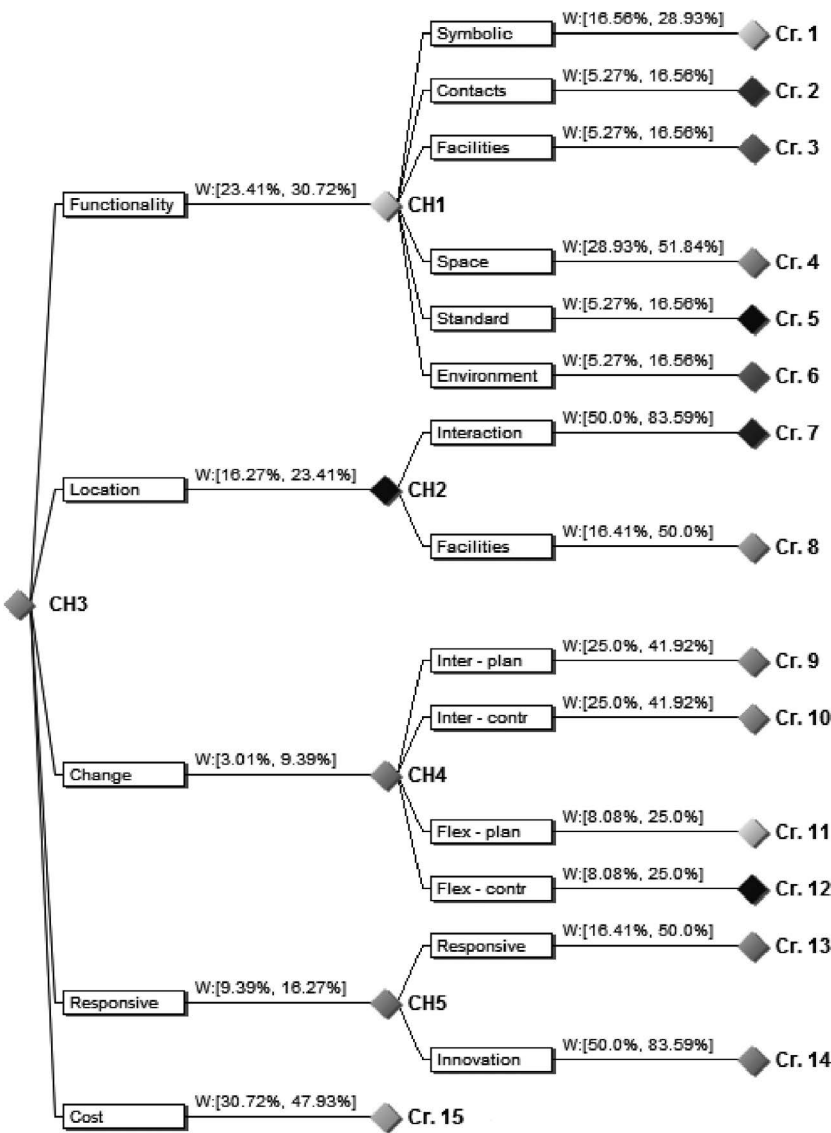 Symbolic W:[16.56%, 28.93%] Cr. 1
Contacts W:[5.27%, 16.56%] Cr. 2
Facilities W:[5.27%, 16.56%] Cr. 3
Functionality W:[23.41%, 30.72%] CH1
Space W:[28.93%, 51.84%] Cr. 4
Standard W:[5.27%, 16.56%] Cr. 5
Environment W:[5.27%, 16.56%] Cr. 6
Interaction W:[50.0%, 83.59%] Cr. 7
Location W:[16.27%, 23.41%] CH2
Facilities W:[16.41%, 50.0%] Cr. 8
CH3
Inter - plan W:[25.0%, 41.92%] Cr. 9
Inter - contr W:[25.0%, 41.92%] Cr. 10
Change W:[3.01%, 9.39%] CH4
Flex - plan W:[8.08%, 25.0%] Cr. 11
Flex - contr W:[8.08%, 25.0%] Cr. 12
Responsive W:[16.41%, 50.0%] Cr. 13
Responsive W:[9.39%, 16.27%] CH5
Innovation W:[50.0%, 83.59%] Cr. 14
Cost W:[30.72%, 47.93%] Cr. 15